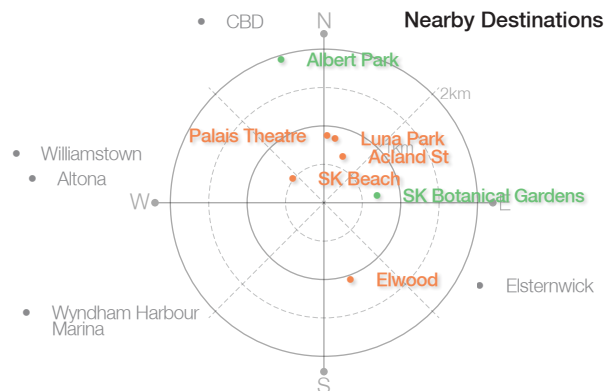 Nearby Destinations
CBD
N
Albert Park
2km
Palais Theatre
Luna Park
1km
Acland St
Williamstown
Altona
SK Beach
W
SK Botanical Gardens
E
Elwood
Elsternwick
Wyndham Harbour
Marina
S